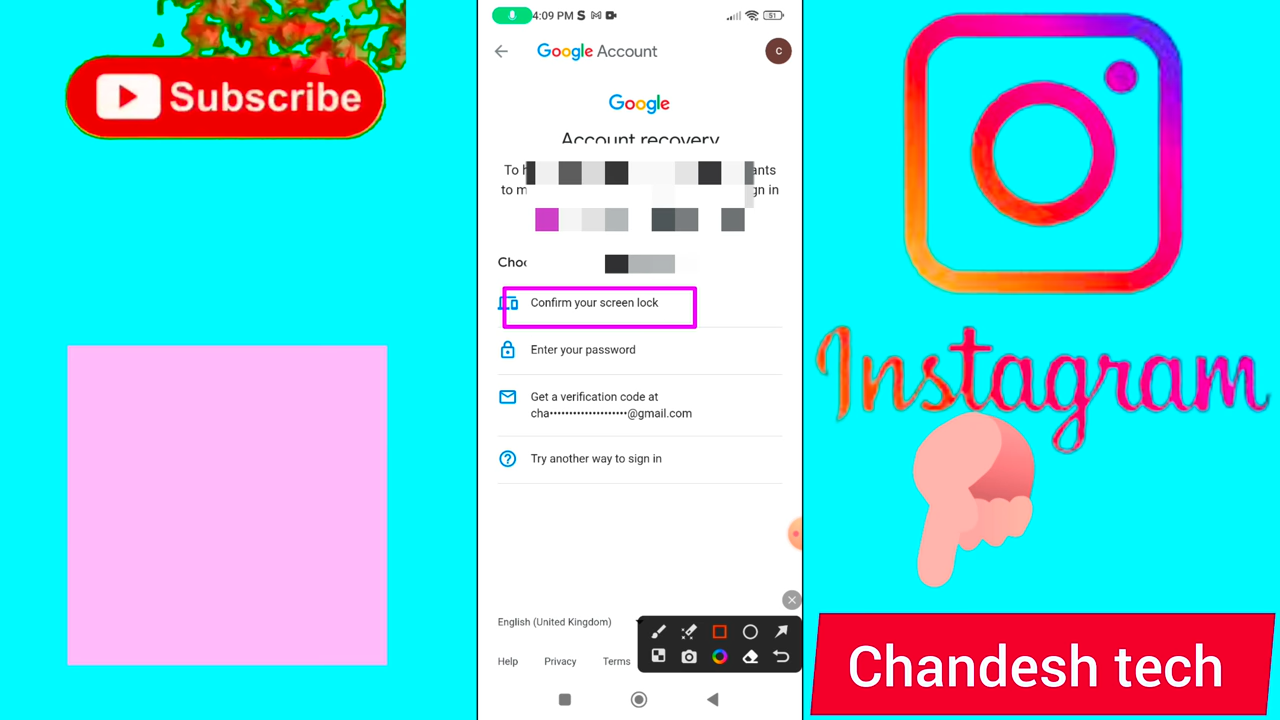 Subscribe
4:09 PM S
51
Google Account
C
Google
Account recovery
To h ants
to m gn in
Choo
Confirm your screen lock
Enter your password
Get a verification code at
cha••••••••••••••••••••@gmail.com
Try another way to sign in
English (United Kingdom)
Help Privacy Terms
Instagram
Chandesh tech